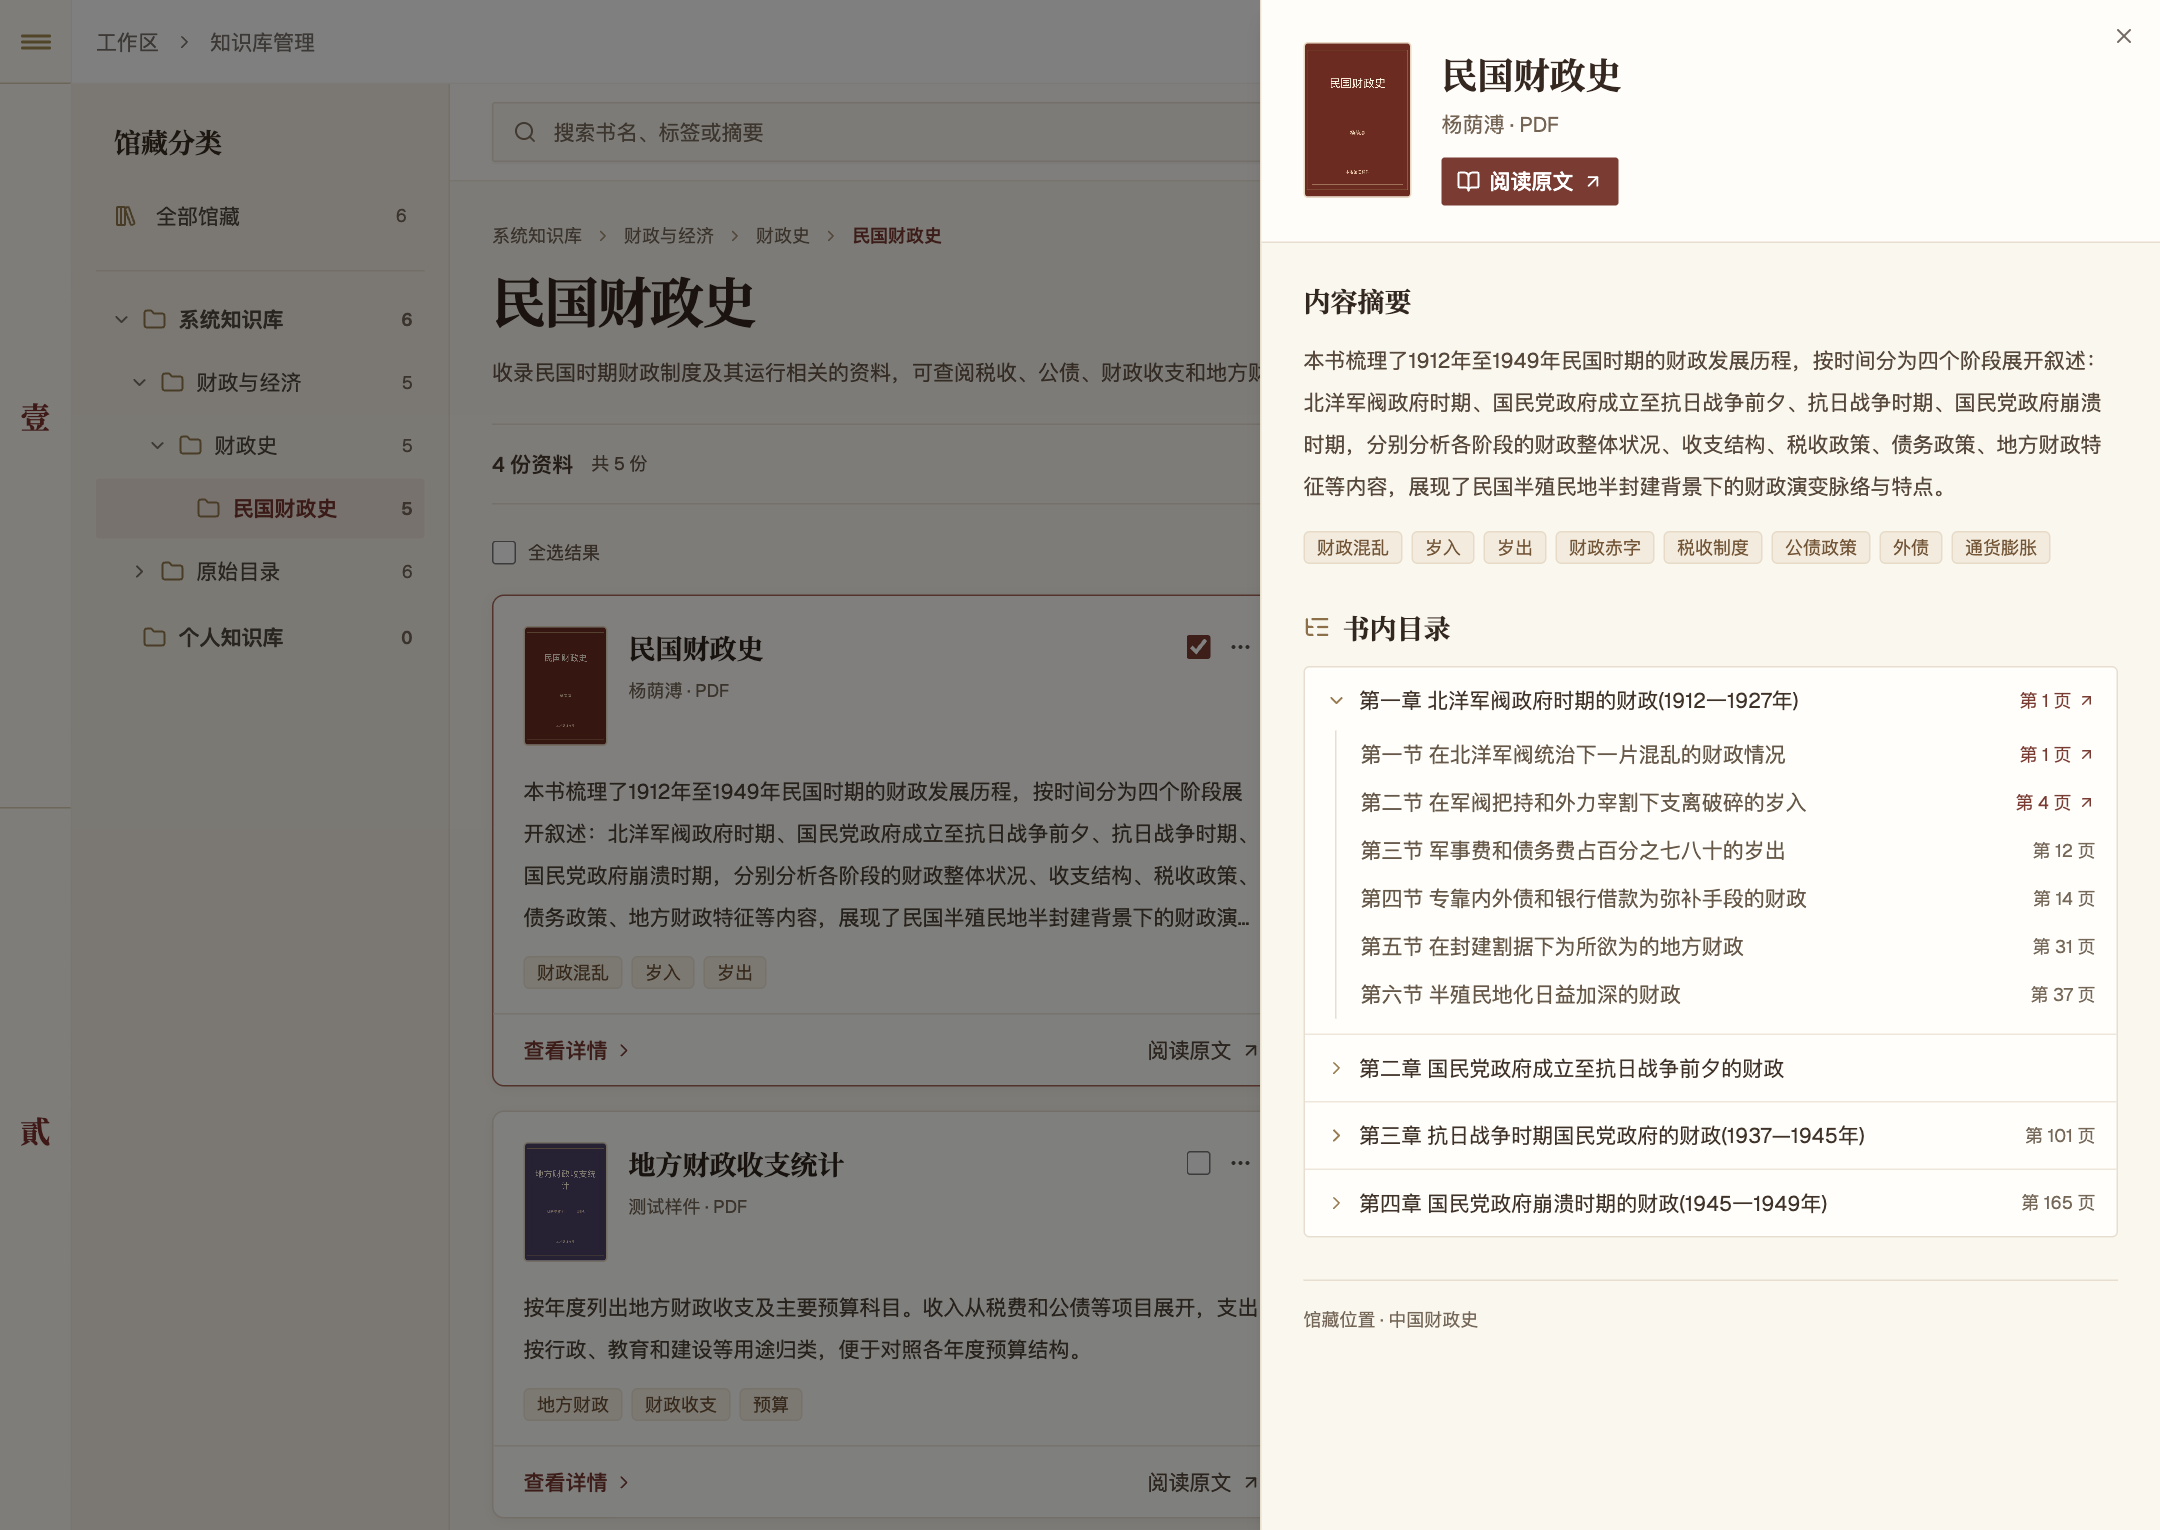 工作区 > 知识库管理
壹
贰
馆藏分类
全部馆藏 6
系统知识库 6
财政与经济 5
财政史 5
民国财政史 5
原始目录 6
个人知识库 0
搜索书名、标签或摘要
系统知识库 > 财政与经济 > 财政史 > 民国财政史
民国财政史
收录民国时期财政制度及其运行相关的资料，可查阅税收、公债、财政收支和地方财
4 份资料 共 5 份
全选结果
民国财政史
民国财政史
杨荫溥 · PDF
本书梳理了1912年至1949年民国时期的财政发展历程，按时间分为四个阶段展
开叙述：北洋军阀政府时期、国民党政府成立至抗日战争前夕、抗日战争时期、
国民党政府崩溃时期，分别分析各阶段的财政整体状况、收支结构、税收政策、
债务政策、地方财政特征等内容，展现了民国半殖民地半封建背景下的财政演...
财政混乱 岁入 岁出
查看详情 阅读原文
地方财政收支统
计
地方财政收支统计
测试样件 · PDF
按年度列出地方财政收支及主要预算科目。收入从税费和公债等项目展开，支出
按行政、教育和建设等用途归类，便于对照各年度预算结构。
地方财政 财政收支 预算
查看详情 阅读原文
民国财政史
民国财政史
杨荫溥 · PDF
阅读原文
内容摘要
本书梳理了1912年至1949年民国时期的财政发展历程，按时间分为四个阶段展开叙述：
北洋军阀政府时期、国民党政府成立至抗日战争前夕、抗日战争时期、国民党政府崩溃
时期，分别分析各阶段的财政整体状况、收支结构、税收政策、债务政策、地方财政特
征等内容，展现了民国半殖民地半封建背景下的财政演变脉络与特点。
财政混乱 岁入 岁出 财政赤字 税收制度 公债政策 外债 通货膨胀
书内目录
第一章 北洋军阀政府时期的财政(1912—1927年) 第 1 页
第一节 在北洋军阀统治下一片混乱的财政情况 第 1 页
第二节 在军阀把持和外力宰割下支离破碎的岁入 第 4 页
第三节 军事费和债务费占百分之七八十的岁出 第 12 页
第四节 专靠内外债和银行借款为弥补手段的财政 第 14 页
第五节 在封建割据下为所欲为的地方财政 第 31 页
第六节 半殖民地化日益加深的财政 第 37 页
第二章 国民党政府成立至抗日战争前夕的财政
第三章 抗日战争时期国民党政府的财政(1937—1945年) 第 101 页
第四章 国民党政府崩溃时期的财政(1945—1949年) 第 165 页
馆藏位置 · 中国财政史